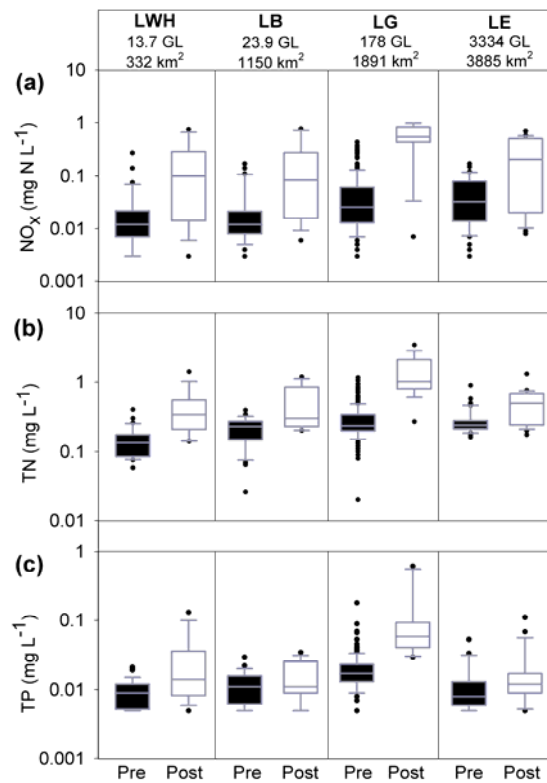 LWH LB LG LE
13.7 GL 23.9 GL 178 GL 3334 GL
332 km² 1150 km² 1891 km² 3885 km²
(a)
NOₓ (mg N L⁻¹)
10
1
0.1
0.01
0.001
(b)
TN (mg L⁻¹)
10
1
0.1
0.01
(c)
TP (mg L⁻¹)
1
0.1
0.01
0.001
Pre Post Pre Post Pre Post Pre Post